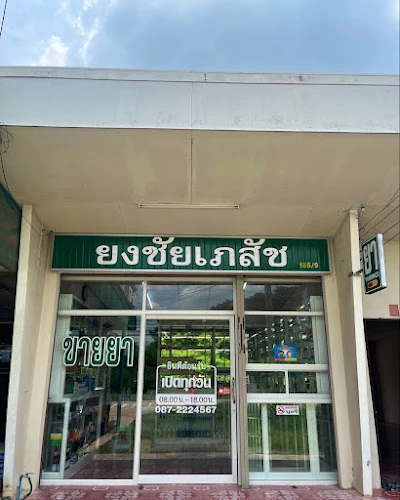 ยงชัยเภสัช
155/9
ยา
ขายยา
ยินดีต้อนรับ
เปิดทุกวัน
08.00น.-18.00น.
087-2224567